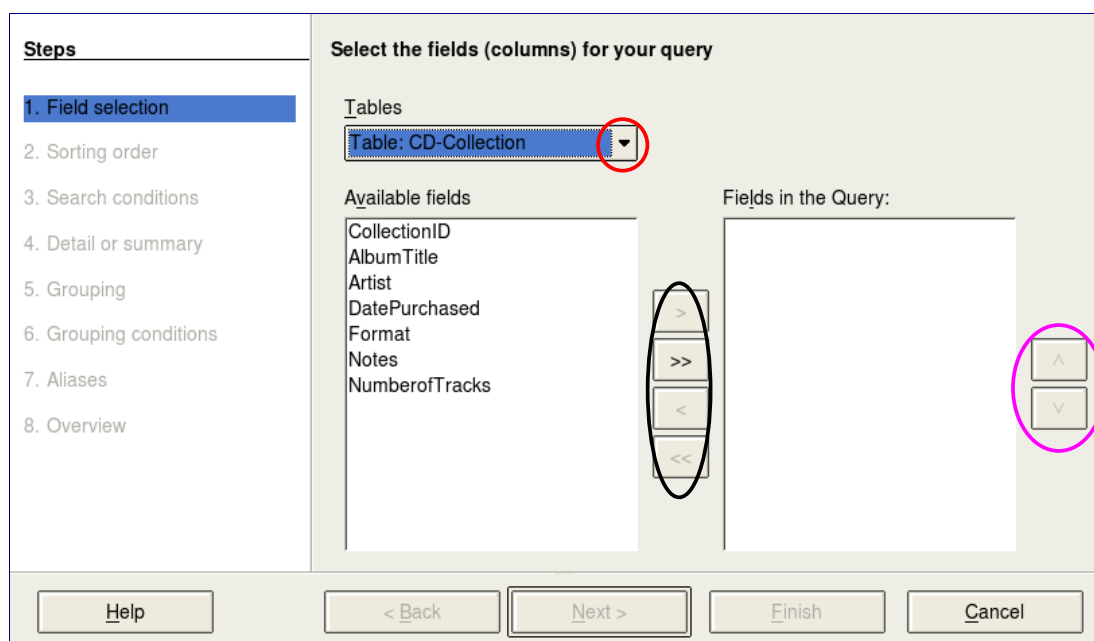 Steps
1. Field selection
2. Sorting order
3. Search conditions
4. Detail or summary
5. Grouping
6. Grouping conditions
7. Aliases
8. Overview
Select the fields (columns) for your query
Tables
Table: CD-Collection
Available fields
CollectionID
AlbumTitle
Artist
DatePurchased
Format
Notes
NumberofTracks
>
>>
<
<<
Fields in the Query:
^
v
Help
< Back
Next >
Finish
Cancel